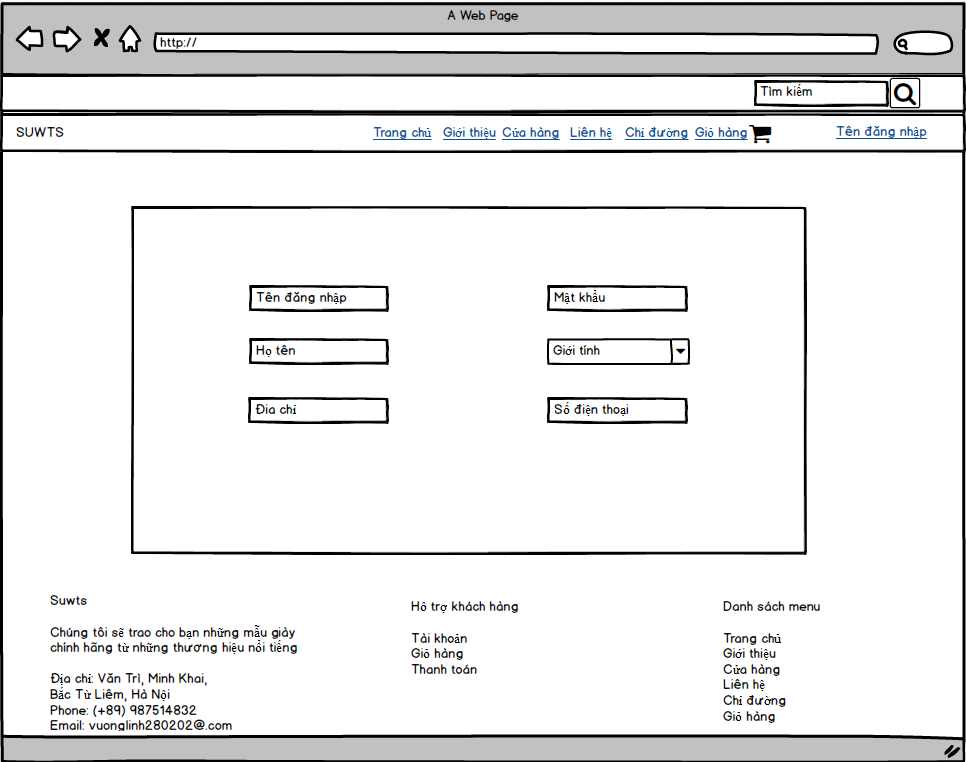 A Web Page
http://
Tìm kiếm
SUWTS
Trang chủ Giới thiệu Cửa hàng Liên hệ Chỉ đường Giỏ hàng Tên đăng nhập
Tên đăng nhập Mật khẩu
Họ tên Giới tính
Đia chỉ Số điện thoại
Suwts
Chúng tôi sẽ trao cho bạn những mẫu giày
chính hãng từ những thương hiệu nổi tiếng
Địa chỉ: Văn Trì, Minh Khai,
Bắc Từ Liêm, Hà Nội
Phone: (+89) 987514832
Email: vuonglinh280202@.com
Hỗ trợ khách hàng
Tài khoản
Giỏ hàng
Thanh toán
Danh sách menu
Trang chủ
Giới thiệu
Cửa hàng
Liên hệ
Chỉ đường
Giỏ hàng